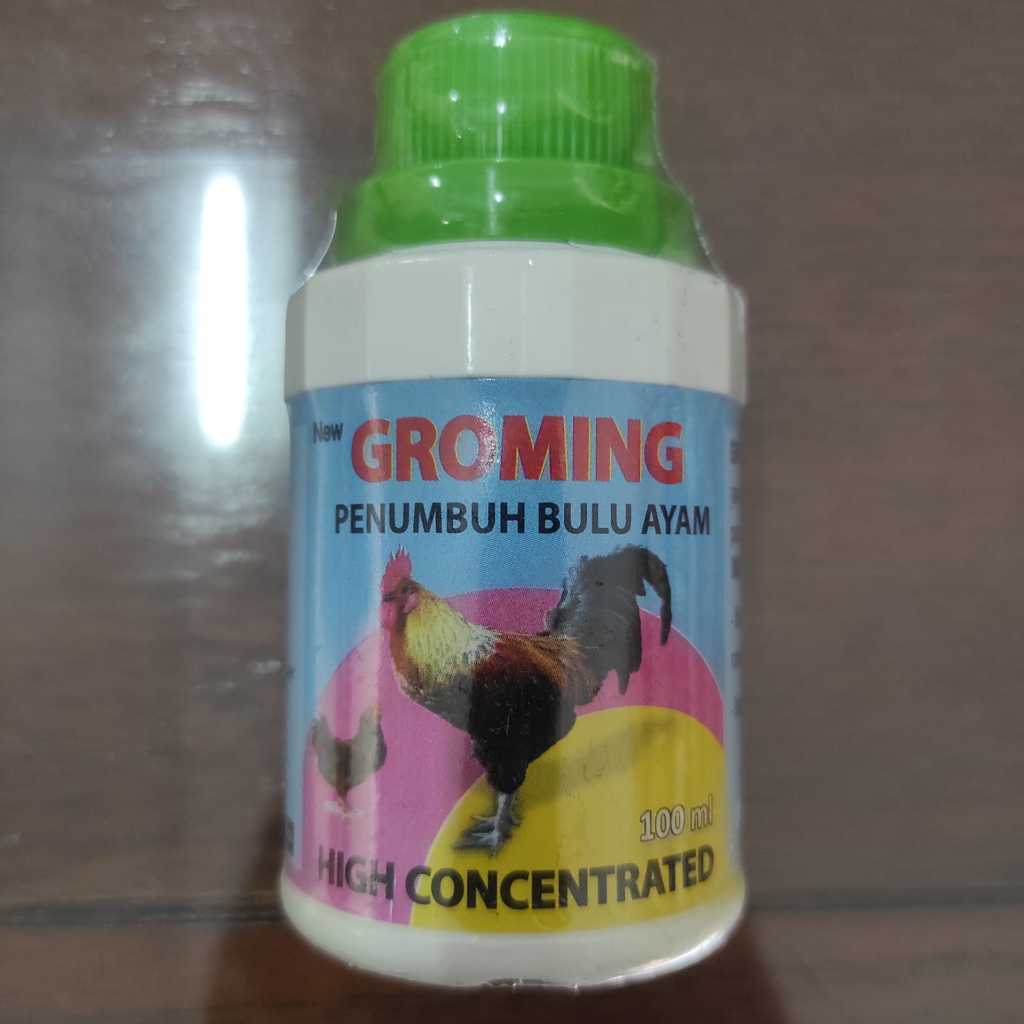 New GROMING
PENUMBUH BULU AYAM
100 ml
HIGH CONCENTRATED